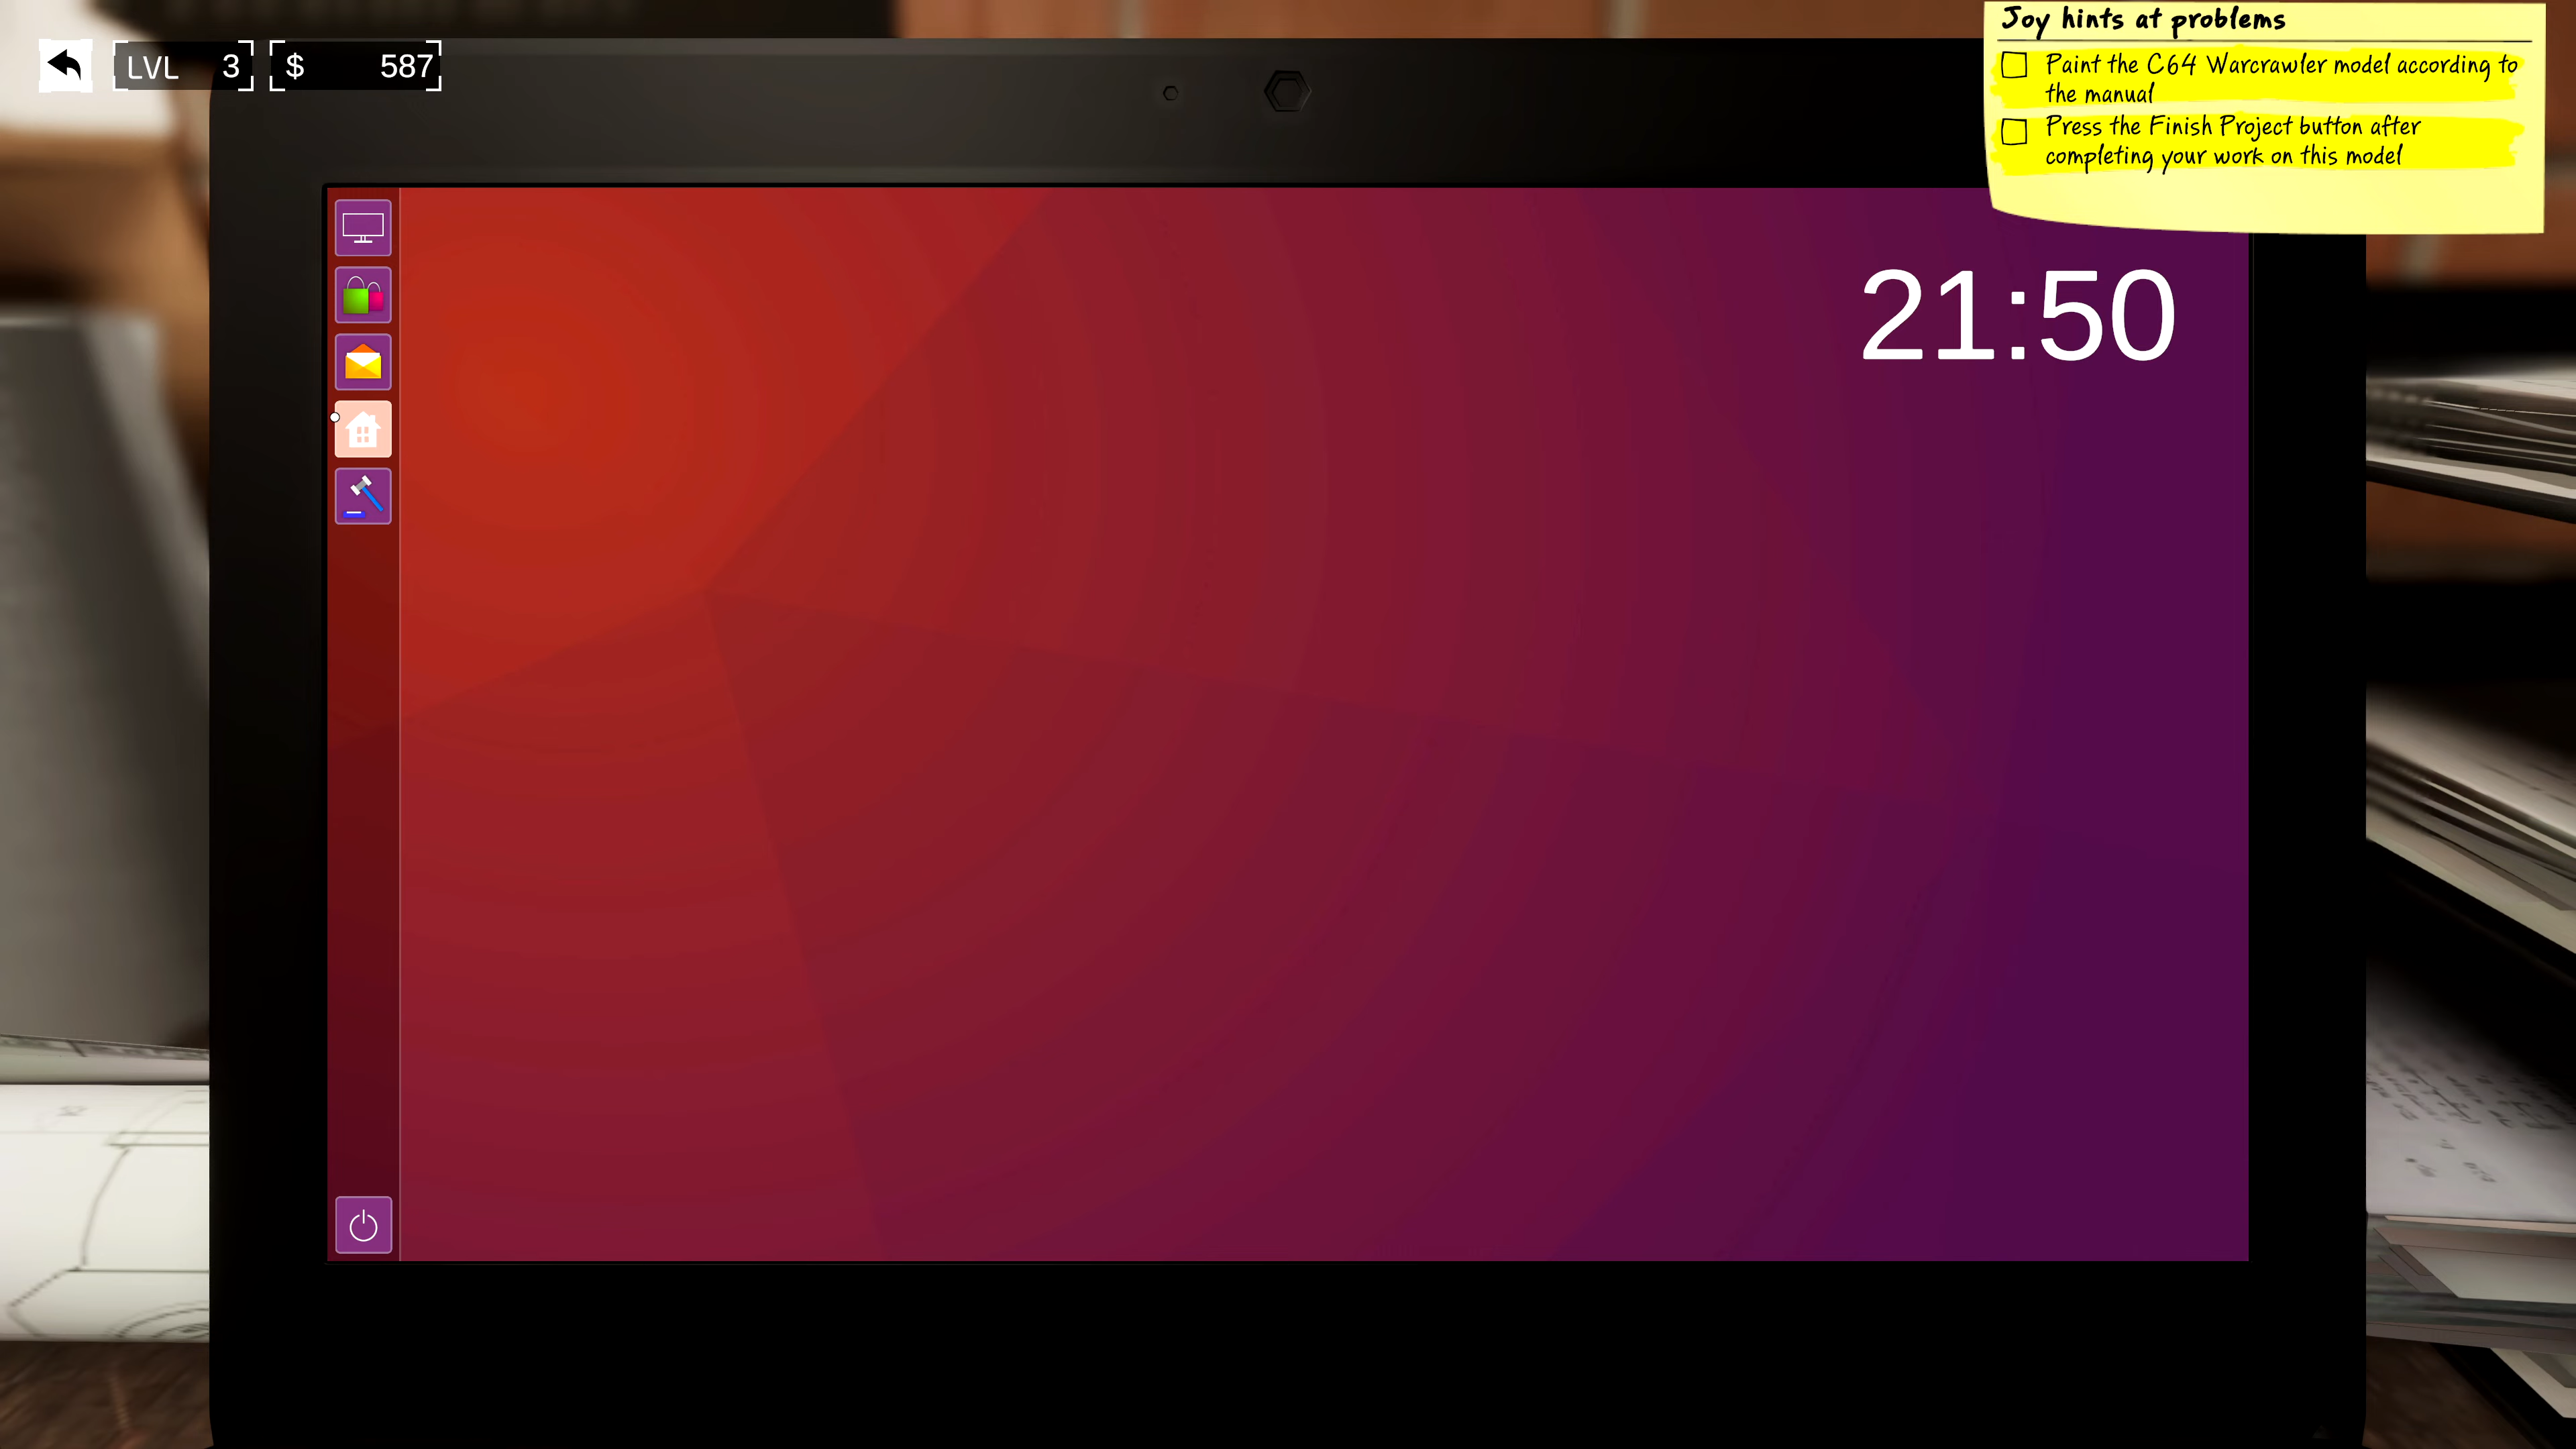 LVL 3 $ 587
Joy hints at problems
Paint the C64 Warcrawler model according to
the manual
Press the Finish Project button after
completing your work on this model
21:50